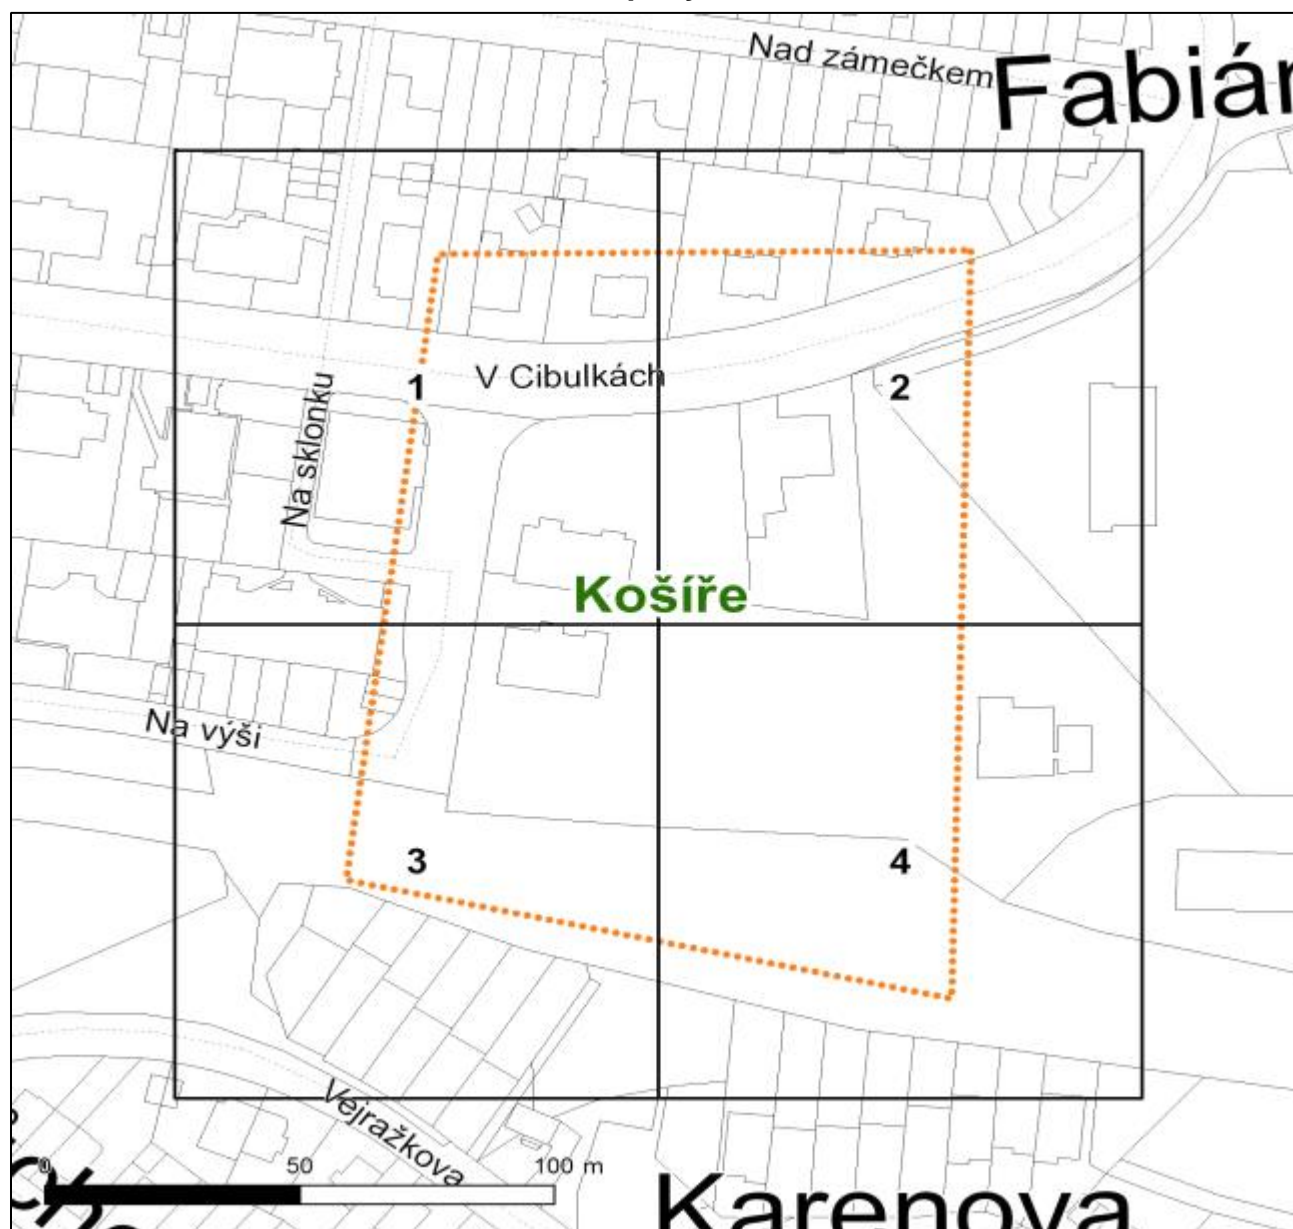 Nad zámečkem
Fabián
1
V Cibulkách
2
Na sklonku
Košíře
Na výši
3
4
Vejražkova
0
50
100 m
Karenova